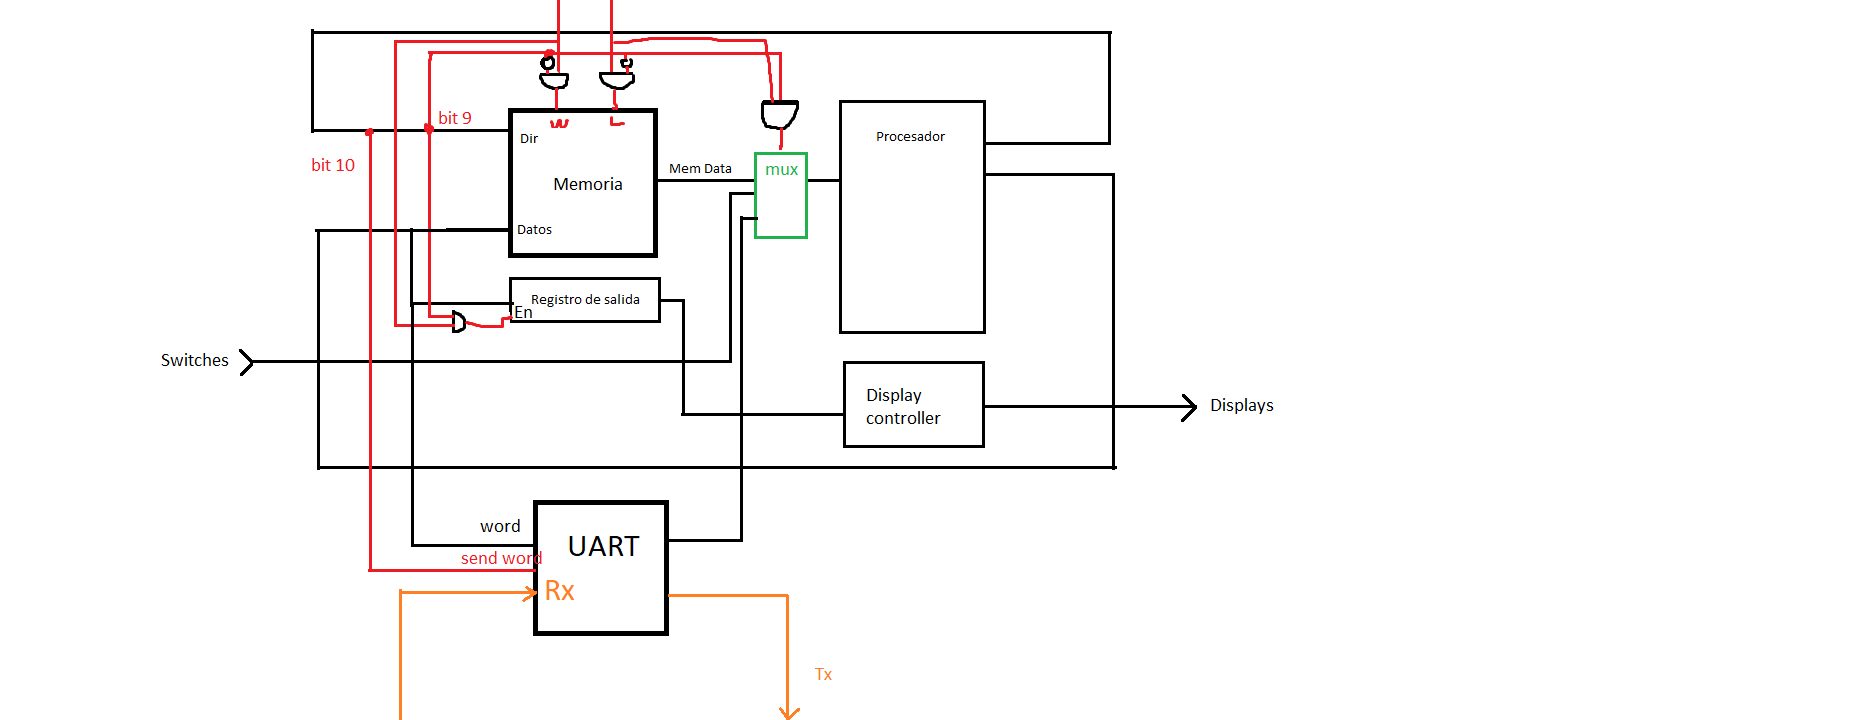 bit 9
W
L
Dir
Procesador
bit 10
Mem Data
mux
Memoria
Datos
Registro de salida
En
Switches
Display
controller
Displays
word
UART
send word
Rx
Tx